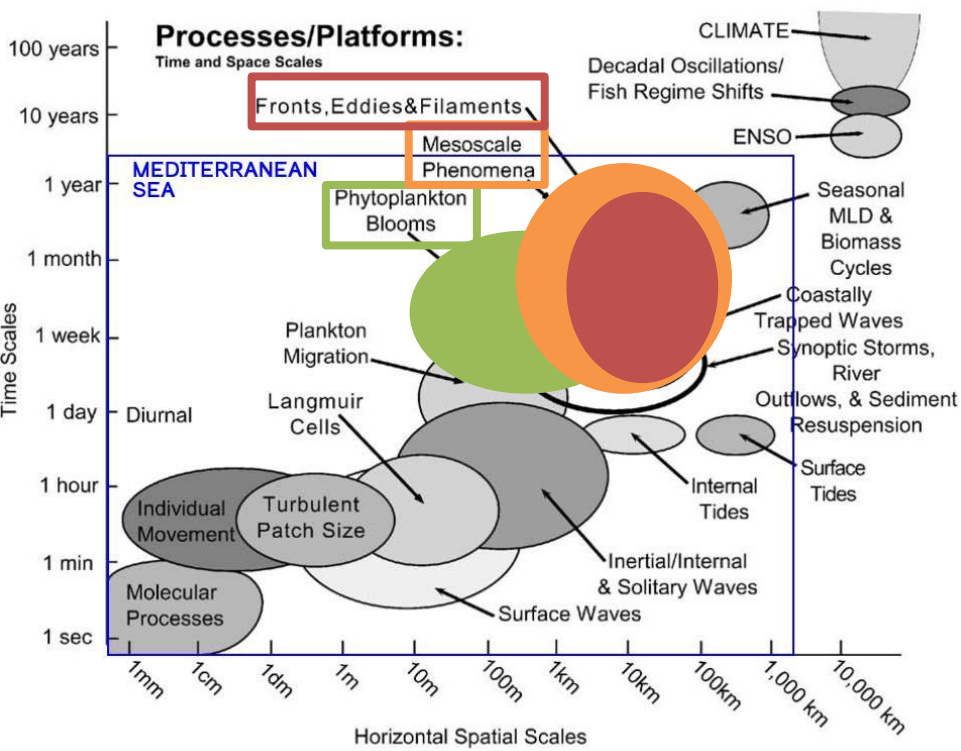 Processes/Platforms:
Time and Space Scales
CLIMATE
Decadal Oscillations/
Fish Regime Shifts
ENSO
Fronts,Eddies&Filaments
Mesoscale
Phenomena
MEDITERRANEAN
SEA
Phytoplankton
Blooms
Seasonal
MLD &
Biomass
Cycles
Coastally
Trapped Waves
Synoptic Storms,
River
Outflows, & Sediment
Resuspension
Plankton
Migration
Langmuir
Cells
Diurnal
Surface
Tides
Internal
Tides
Individual
Movement
Turbulent
Patch Size
Inertial/Internal
& Solitary Waves
Molecular
Processes
Surface Waves
Time Scales
100 years
10 years
1 year
1 month
1 week
1 day
1 hour
1 min
1 sec
1mm
1cm
1dm
1m
10m
100m
1km
10km
100km
1,000 km
10,000 km
Horizontal Spatial Scales